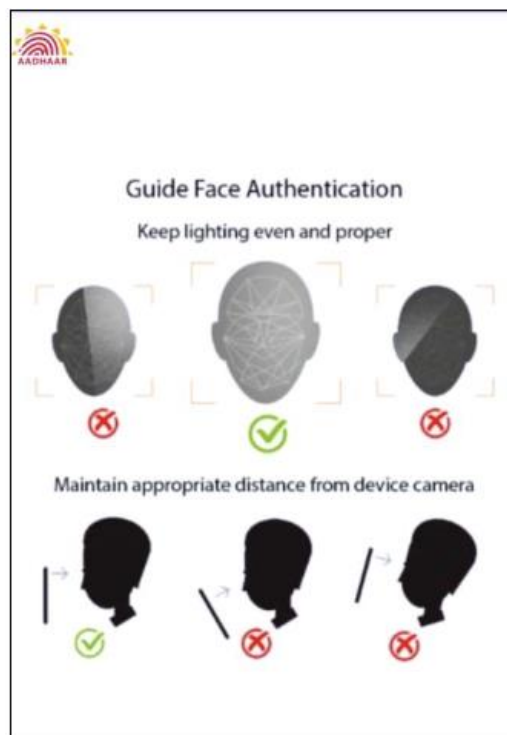 AADHAAR
Guide Face Authentication
Keep lighting even and proper
Maintain appropriate distance from device camera